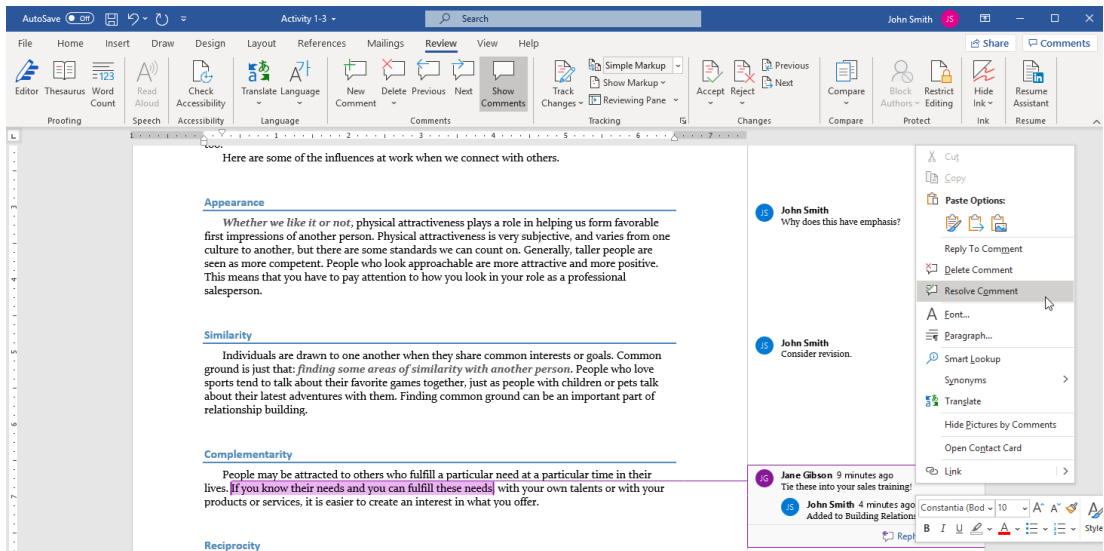 AutoSave Off Activity 1-3 Search John Smith JS
File Home Insert Draw Design Layout References Mailings Review View Help Share Comments
Editor Thesaurus Word Count Read Aloud Check Accessibility Translate Language New Comment Delete Previous Next Show Comments Track Changes Simple Markup Show Markup Reviewing Pane Accept Reject Previous Next Compare Block Authors Restrict Editing Hide Ink Resume Assistant
Proofing Speech Accessibility Language Comments Tracking Changes Compare Protect Ink Resume
1 1 2 3 4 5 6 7
too.
Here are some of the influences at work when we connect with others.
Appearance
Whether we like it or not, physical attractiveness plays a role in helping us form favorable
first impressions of another person. Physical attractiveness is very subjective, and varies from one
culture to another, but there are some standards we can count on. Generally, taller people are
seen as more competent. People who look approachable are more attractive and more positive.
This means that you have to pay attention to how you look in your role as a professional
salesperson.
Similarity
Individuals are drawn to one another when they share common interests or goals. Common
ground is just that: finding some areas of similarity with another person. People who love
sports tend to talk about their favorite games together, just as people with children or pets talk
about their latest adventures with them. Finding common ground can be an important part of
relationship building.
Complementarity
People may be attracted to others who fulfill a particular need at a particular time in their
lives. If you know their needs and you can fulfill these needs, with your own talents or with your
products or services, it is easier to create an interest in what you offer.
Reciprocity
JS John Smith
Why does this have emphasis?
JS John Smith
Consider revision.
JG Jane Gibson 9 minutes ago
Tie these into your sales training!
JS John Smith 4 minutes ago
Added to Building Relations
Repl
Cut
Copy
Paste Options:
Reply To Comment
Delete Comment
Resolve Comment
Font...
Paragraph...
Smart Lookup
Synonyms
Translate
Hide Pictures by Comments
Open Contact Card
Link
Constantia (Bod 10
B I U A Style